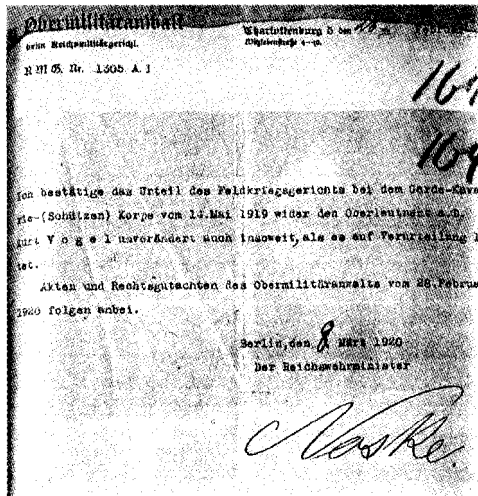 Obermilitäranwalt
beim Reichsmilitärgericht.
Charlottenburg 5 den 28 ten Februar
Witzlebenstraße 4-10.
R M G. Nr. 1305 A. I
164
164
Ich bestätige das Urteil des Feldkriegsgerichts bei dem Garde-Kava
rie-(Schützen) Korps vom 14.Mai 1919 wider den Oberleutnant a.D.
Kurt V o g e l unverändert auch insoweit, als es auf Verurteilung l
tet.
Akten und Rechtsgutachten des Obermilitäranwalts vom 28.Februa
1920 folgen anbei.
Berlin, den 8 März 1920
Der Reichswehrminister
Noske.